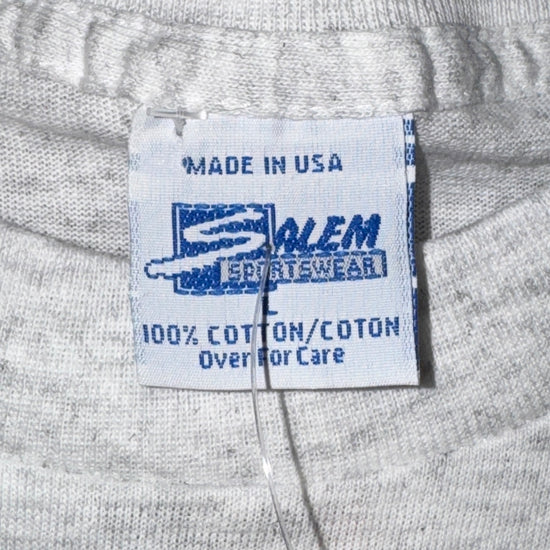 MADE IN USA
SALEM
SPORTSWEAR
L
100% COTTON/COTON
Over For Care